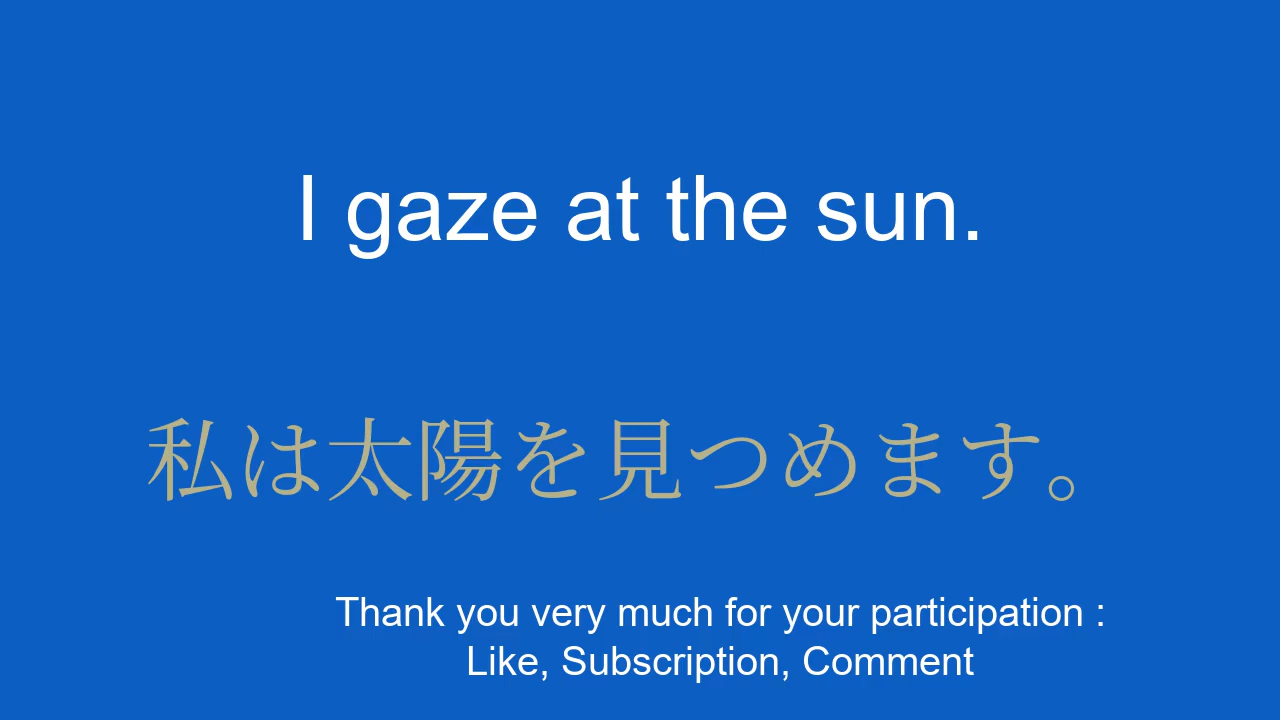 I gaze at the sun.
私は太陽を見つめます。
Thank you very much for your participation :
Like, Subscription, Comment